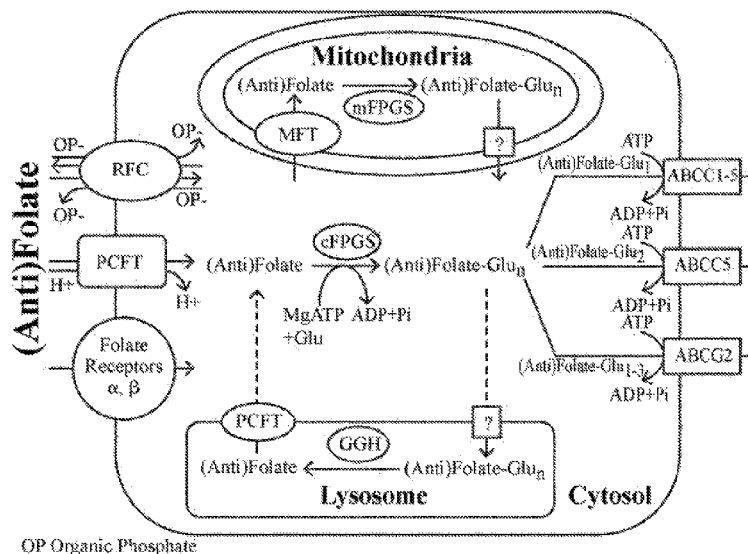 Mitochondria
(Anti)Folate
(Anti)Folate-Glun
mFPGS
MFT
?
(Anti)Folate
OP-
OP-
RFC
OP-
OP-
PCFT
H+
H+
Folate
Receptors
α, β
(Anti)Folate
cFPGS
(Anti)Folate-Glun
MgATP
+Glu
ADP+Pi
ATP
(Anti)Folate-Glu1
ABCC1-5
ADP+Pi
ATP
(Anti)Folate-Glu2
ABCC5
ADP+Pi
ATP
(Anti)Folate-Glu1-3
ABCG2
ADP+Pi
PCFT
GGH
?
(Anti)Folate
(Anti)Folate-Glun
Lysosome
Cytosol
OP Organic Phosphate